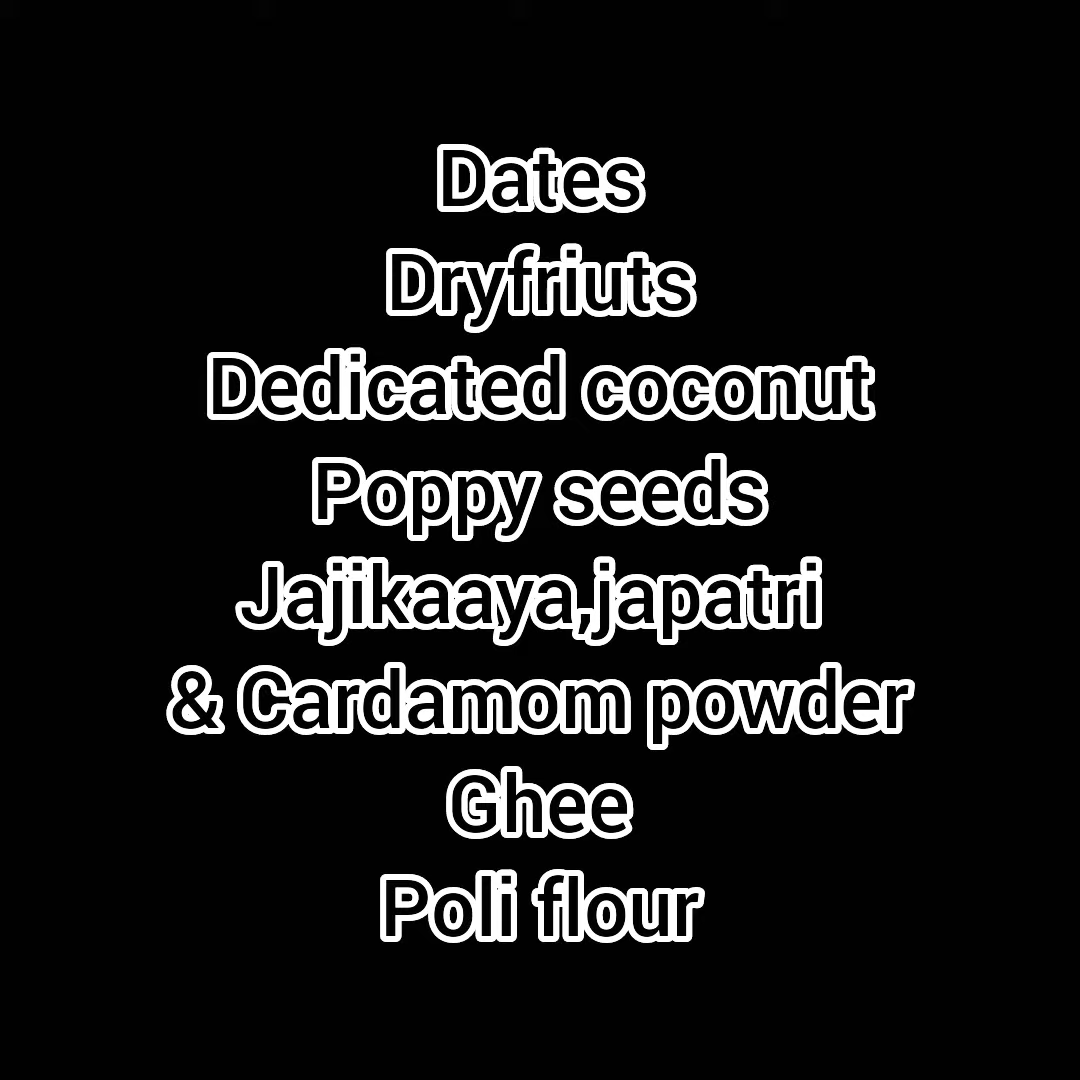 Dates
Dryfriuts
Dedicated coconut
Poppy seeds
Jajikaaya,japatri
& Cardamom powder
Ghee
Poli flour